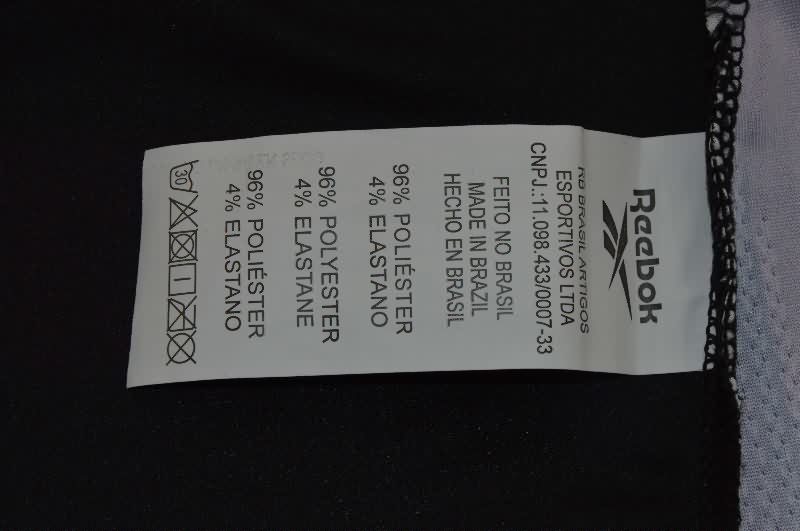 Reebok
RB BRASIL ARTIGOS
ESPORTIVOS LTDA
CNPJ.:11.098.433/0007-33
FEITO NO BRASIL
MADE IN BRAZIL
HECHO EN BRASIL
96% POLIÉSTER
4% ELASTANO
96% POLYESTER
4% ELASTANE
96% POLIÉSTER
4% ELASTANO
30